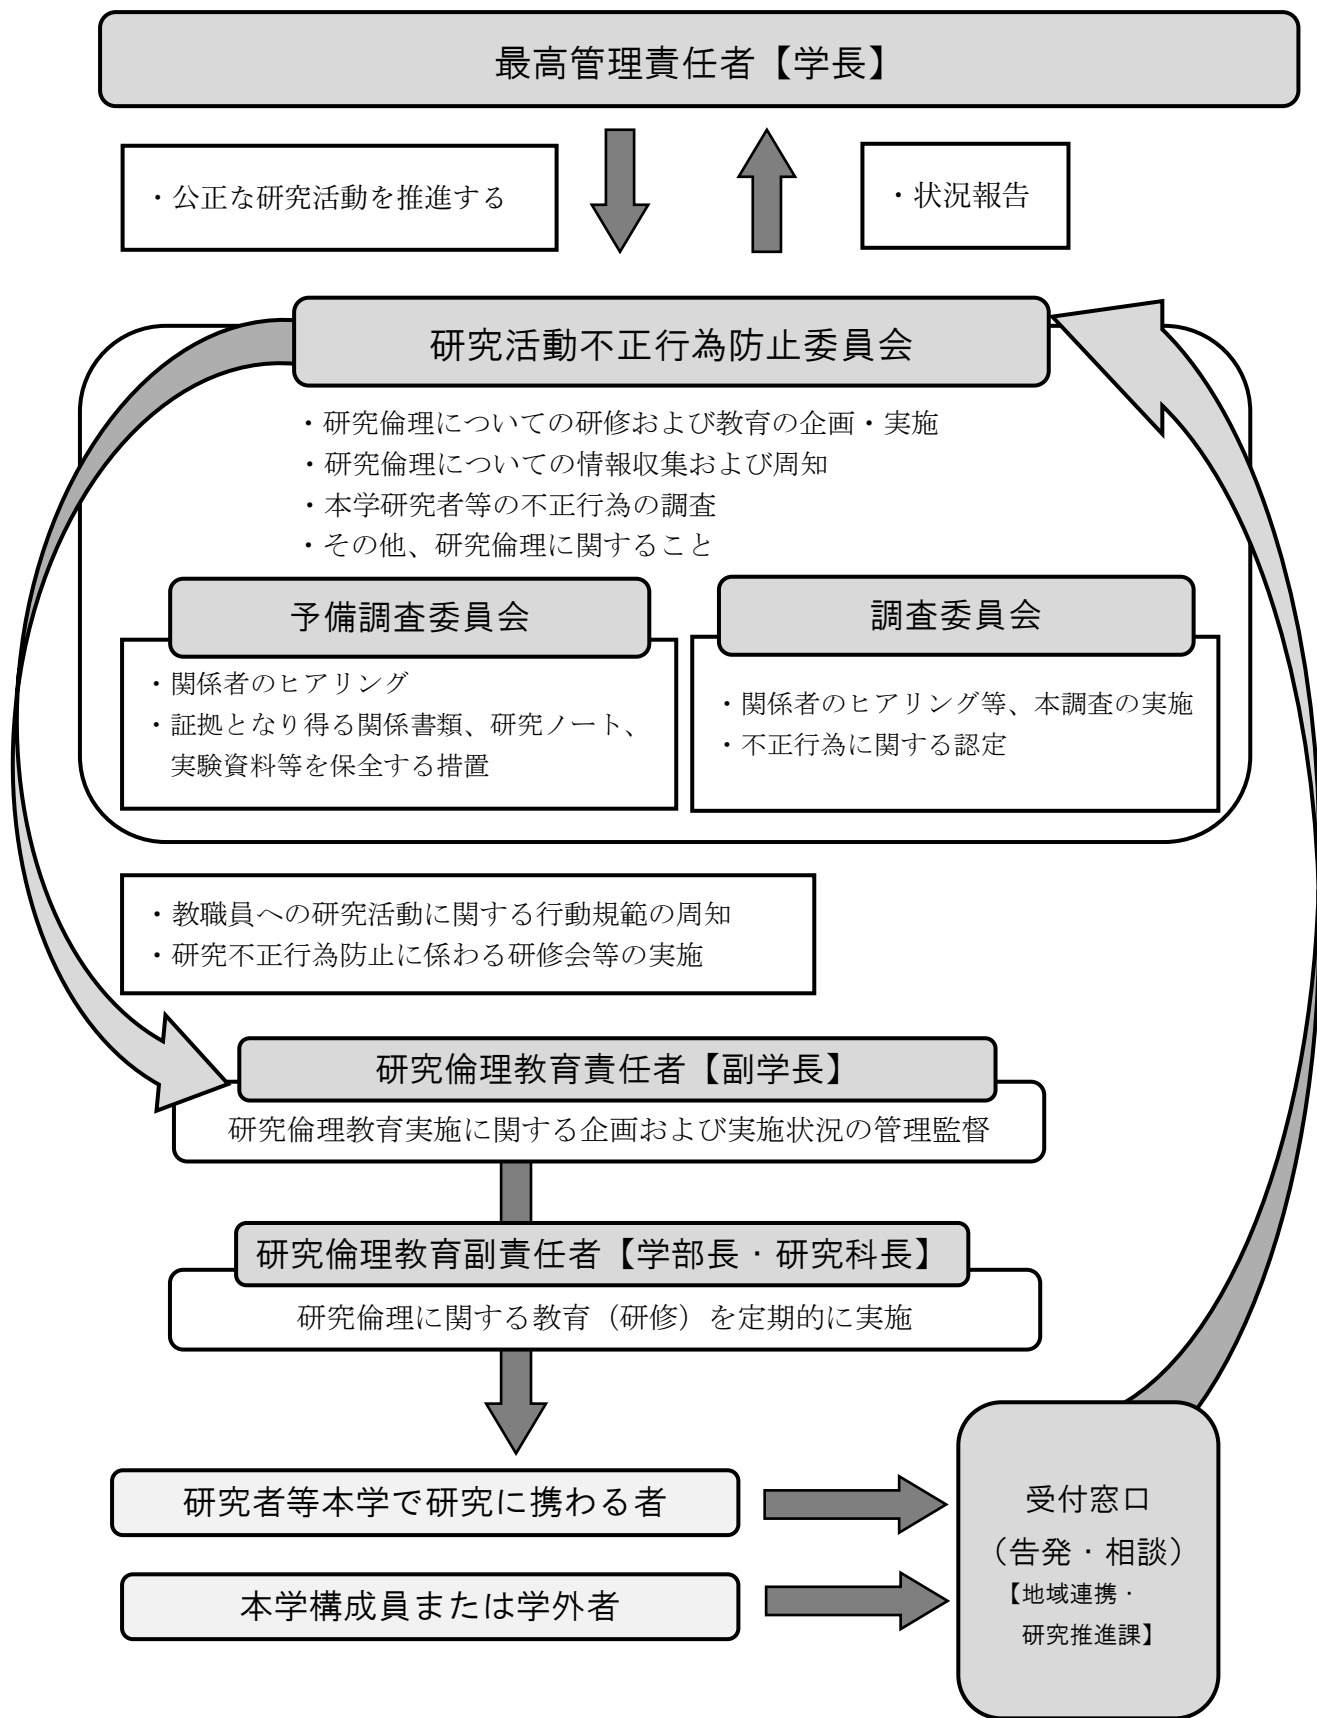 最高管理責任者【学長】
・公正な研究活動を推進する
・状況報告
研究活動不正行為防止委員会
・研究倫理についての研修および教育の企画・実施
・研究倫理についての情報収集および周知
・本学研究者等の不正行為の調査
・その他、研究倫理に関すること
予備調査委員会
・関係者のヒアリング
・証拠となり得る関係書類、研究ノート、
実験資料等を保全する措置
調査委員会
・関係者のヒアリング等、本調査の実施
・不正行為に関する認定
・教職員への研究活動に関する行動規範の周知
・研究不正行為防止に係わる研修会等の実施
研究倫理教育責任者【副学長】
研究倫理教育実施に関する企画および実施状況の管理監督
研究倫理教育副責任者【学部長・研究科長】
研究倫理に関する教育（研修）を定期的に実施
研究者等本学で研究に携わる者
本学構成員または学外者
受付窓口
（告発・相談）
【地域連携・
研究推進課】